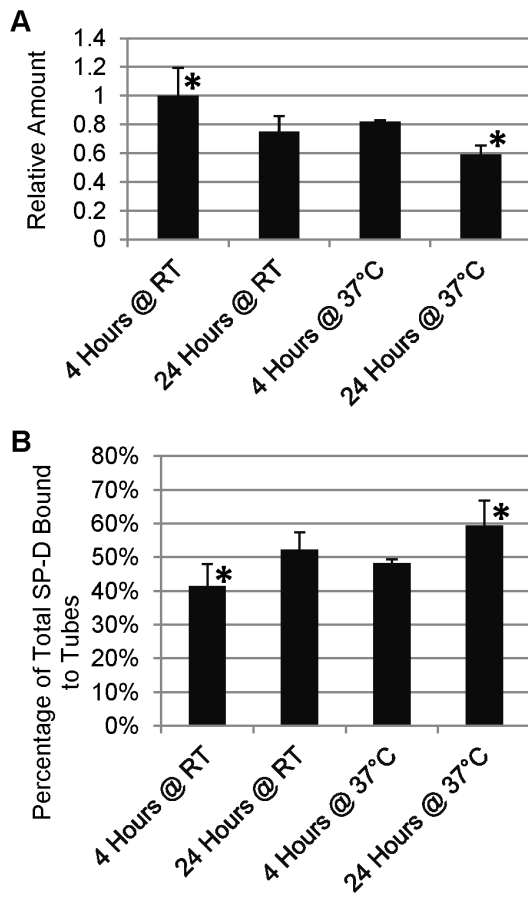 A
Relative Amount
1.4
1.2
1
0.8
0.6
0.4
0.2
0
*
*
4 Hours @ RT
24 Hours @ RT
4 Hours @ 37°C
24 Hours @ 37°C
B
Percentage of Total SP-D Bound
to Tubes
80%
70%
60%
50%
40%
30%
20%
10%
0%
*
*
4 Hours @ RT
24 Hours @ RT
4 Hours @ 37°C
24 Hours @ 37°C